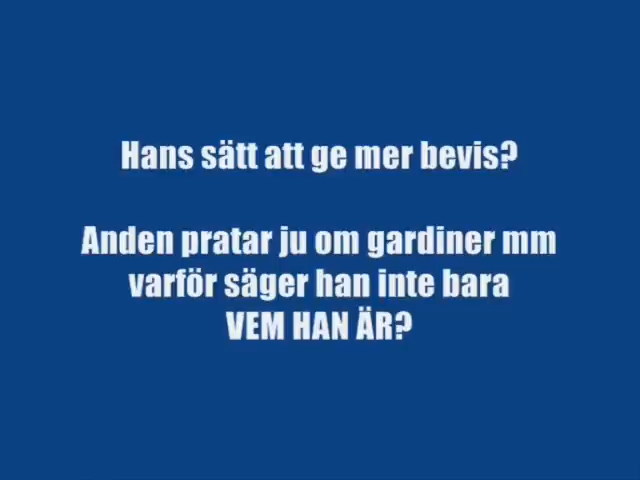 Hans sätt att ge mer bevis?
Anden pratar ju om gardiner mm
varför säger han inte bara
VEM HAN ÄR?